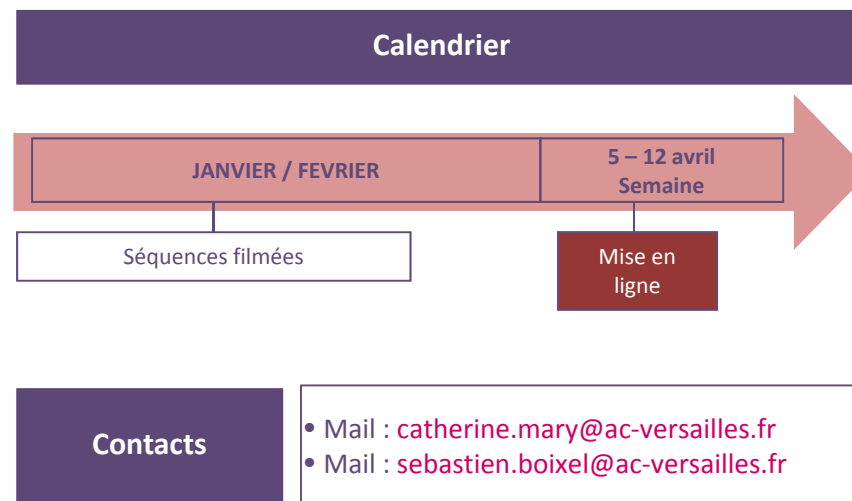 Calendrier
JANVIER / FEVRIER
5 – 12 avril
Semaine
Séquences filmées
Mise en
ligne
Contacts
• Mail : catherine.mary@ac-versailles.fr
• Mail : sebastien.boixel@ac-versailles.fr